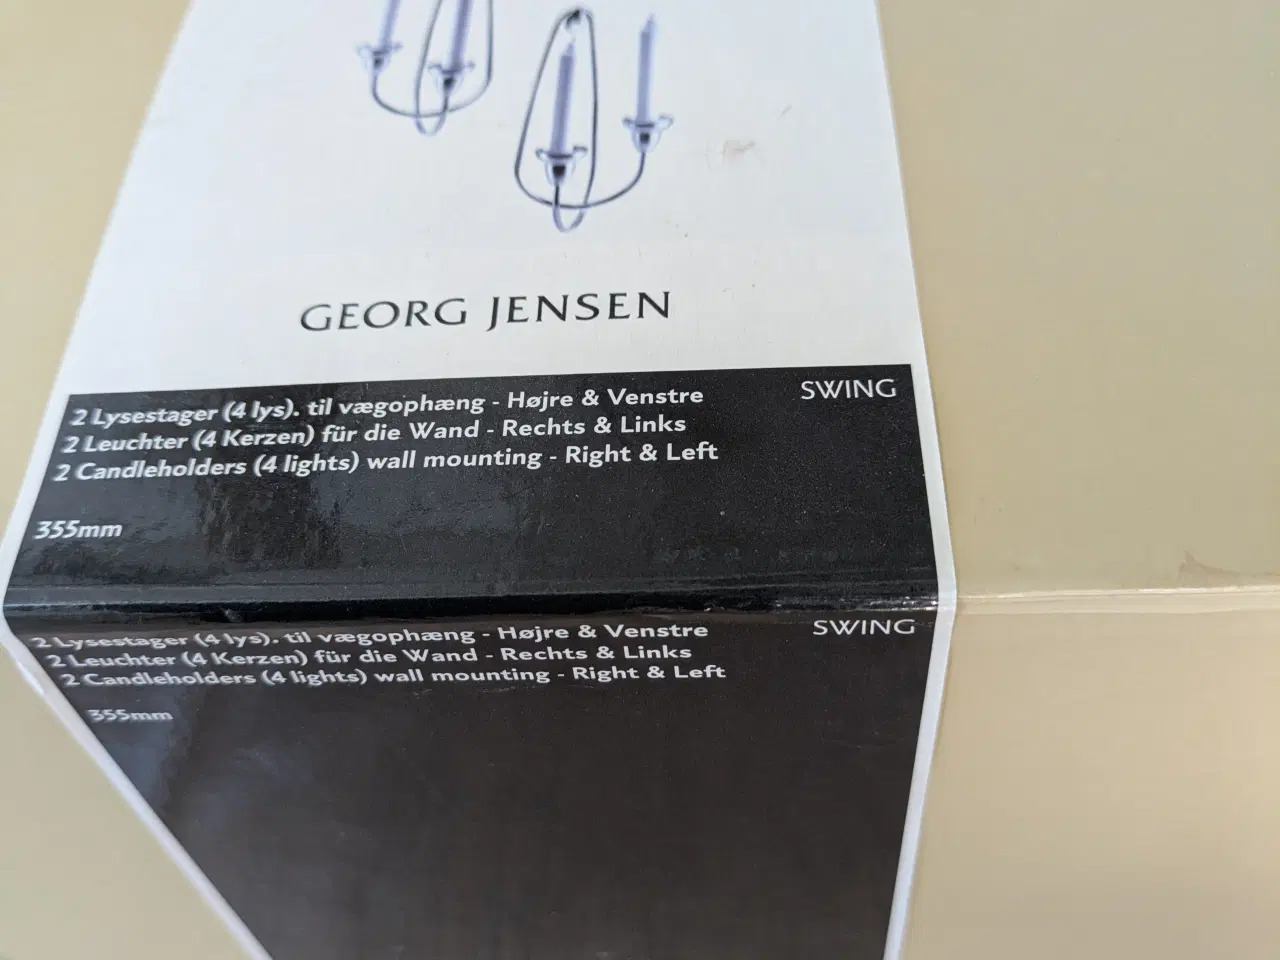 GEORG JENSEN
2 Lysestager (4 lys). til vægophæng - Højre & Venstre
SWING
2 Leuchter (4 Kerzen) für die Wand - Rechts & Links
2 Candleholders (4 lights) wall mounting - Right & Left
355mm
2 Lysestager (4 lys). til vægophæng - Højre & Venstre
SWING
2 Leuchter (4 Kerzen) für die Wand - Rechts & Links
2 Candleholders (4 lights) wall mounting - Right & Left
355mm